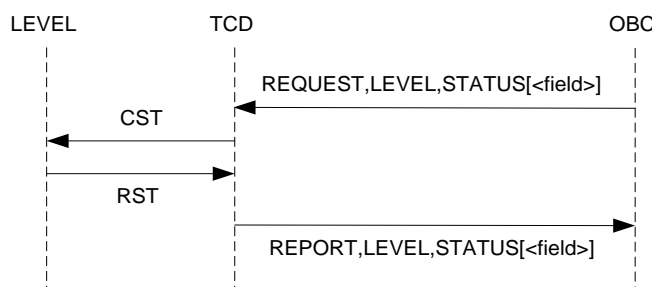 LEVEL TCD OBC
REQUEST,LEVEL,STATUS[<field>]
CST
RST
REPORT,LEVEL,STATUS[<field>]